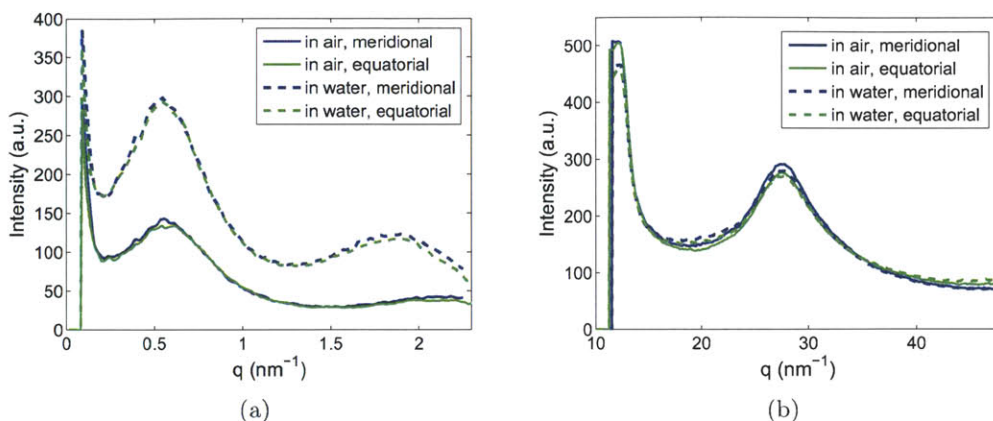 400
350
300
250
200
150
100
50
0
Intensity (a.u.)
0 0.5 1 1.5 2
q (nm⁻¹)
in air, meridional
in air, equatorial
in water, meridional
in water, equatorial
(a)
500
400
300
200
100
0
Intensity (a.u.)
10 20 30 40
q (nm⁻¹)
in air, meridional
in air, equatorial
in water, meridional
in water, equatorial
(b)